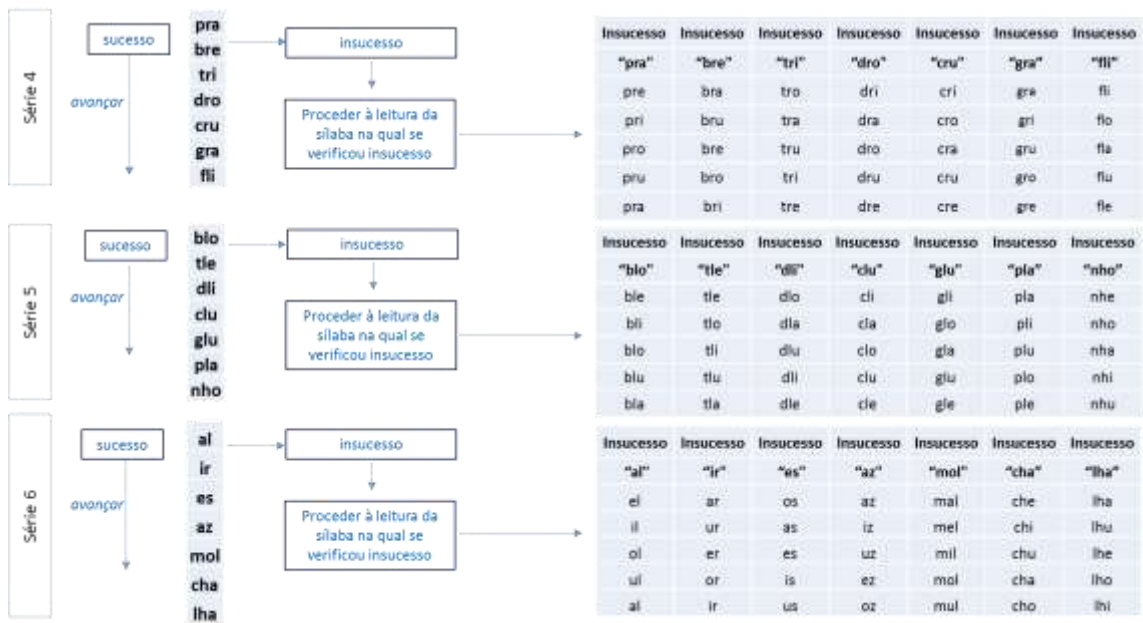 Série 4
sucesso
avançar
pra
bre
tri
dro
cru
gra
fli
insucesso
Proceder à leitura da
sílaba na qual se
verificou insucesso
Insucesso Insucesso Insucesso Insucesso Insucesso Insucesso Insucesso
"pra" "bre" "tri" "dro" "cru" "gra" "fli"
pre bra tro dri cri gra fli
pri bru tra dra cro gri flo
pro bre tru dro cra gru fla
pru bro tri dru cru gro flu
pra bri tre dre cre gre fle
Série 5
sucesso
avançar
blo
tle
dli
clu
glu
pla
nho
insucesso
Proceder à leitura da
sílaba na qual se
verificou insucesso
Insucesso Insucesso Insucesso Insucesso Insucesso Insucesso Insucesso
"blo" "tle" "dli" "clu" "glu" "pla" "nho"
ble tle dlo cli gli pla nhe
bli tlo dla cla glo pli nho
blo tli dlu clo gla plu nha
blu tlu dli clu glu plo nhi
bla tla dle cle gle ple nhu
Série 6
sucesso
avançar
al
ir
es
az
mol
cha
lha
insucesso
Proceder à leitura da
sílaba na qual se
verificou insucesso
Insucesso Insucesso Insucesso Insucesso Insucesso Insucesso Insucesso
"al" "ir" "es" "az" "mol" "cha" "lha"
el ar os az mal che lha
il ur as iz mel chi lhu
ol er es uz mil chu lhe
ul or is ez mol cha lho
al ir us oz mul cho lhi